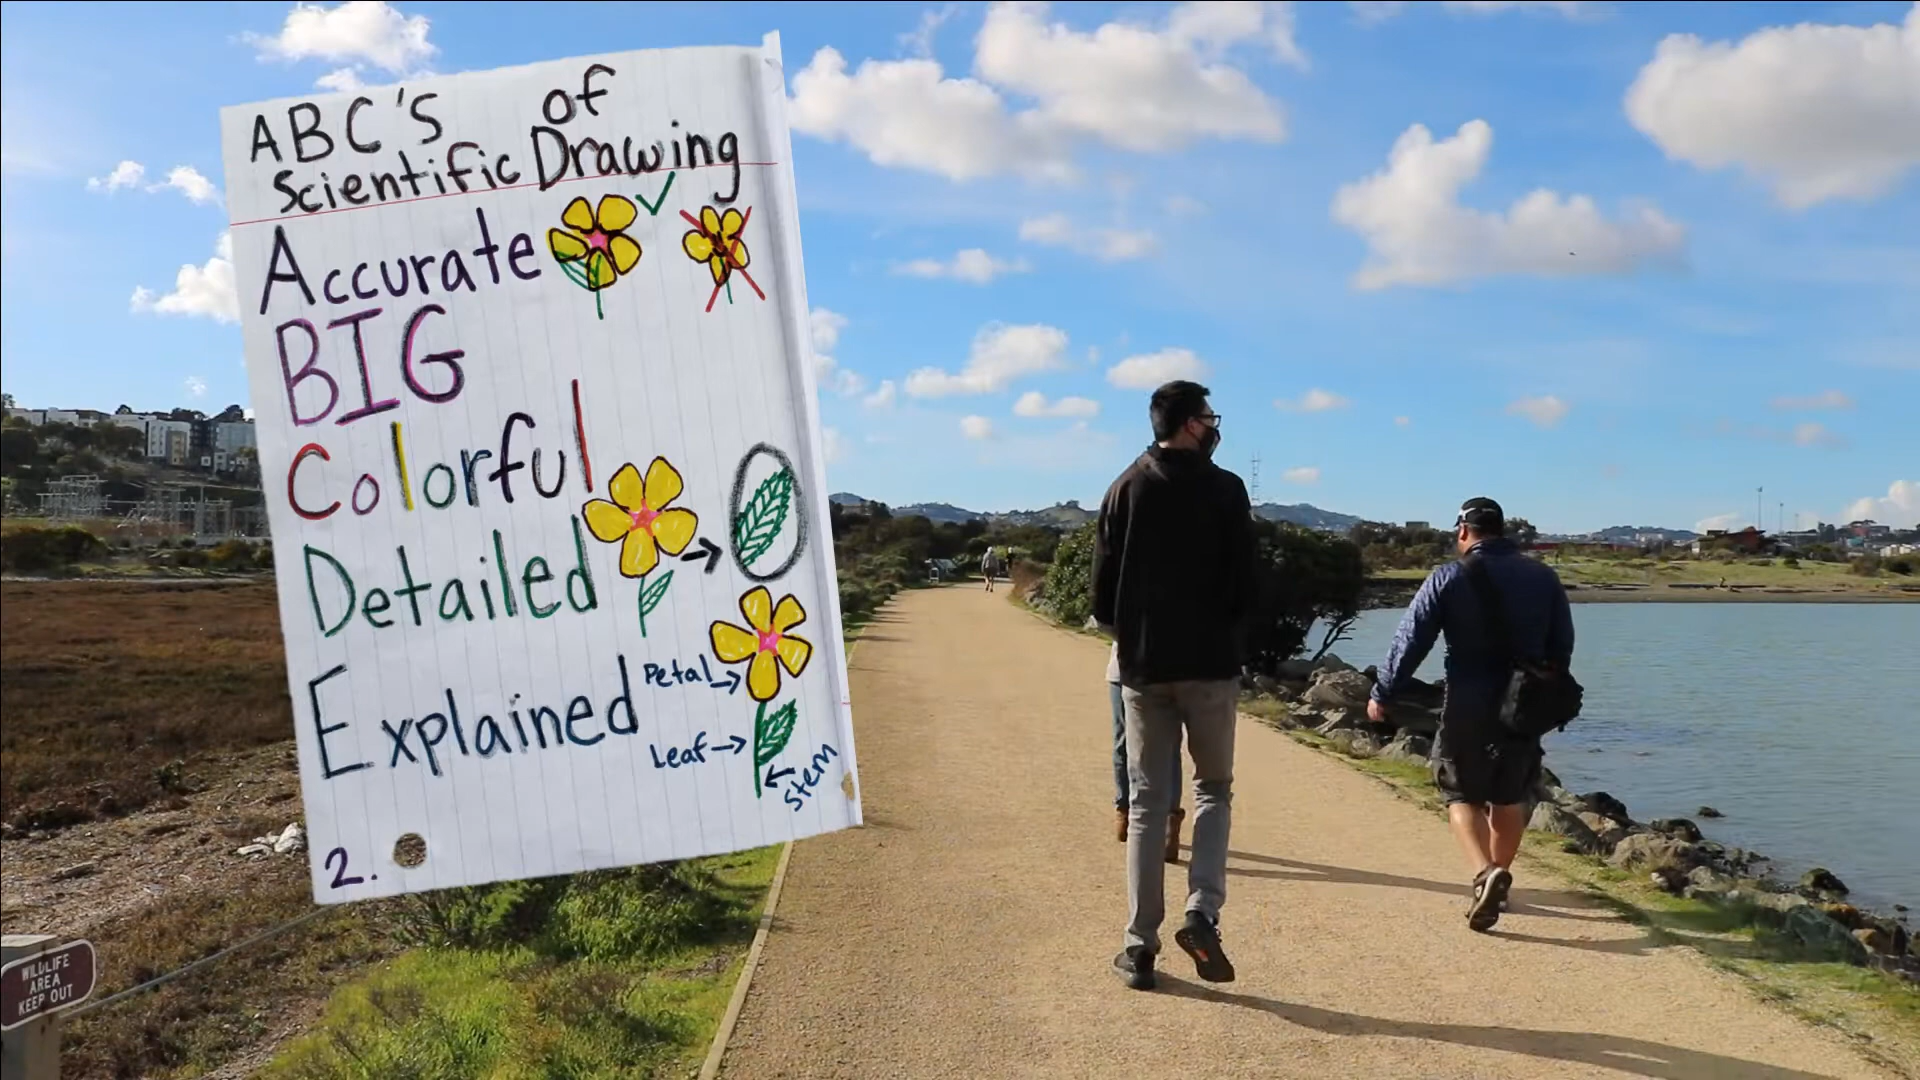 ABC'S of
Scientific Drawing
Accurate
BIG
Colorful
Detailed
Explained
Petal
Leaf
Stem
2.
WILDLIFE
AREA
KEEP OUT